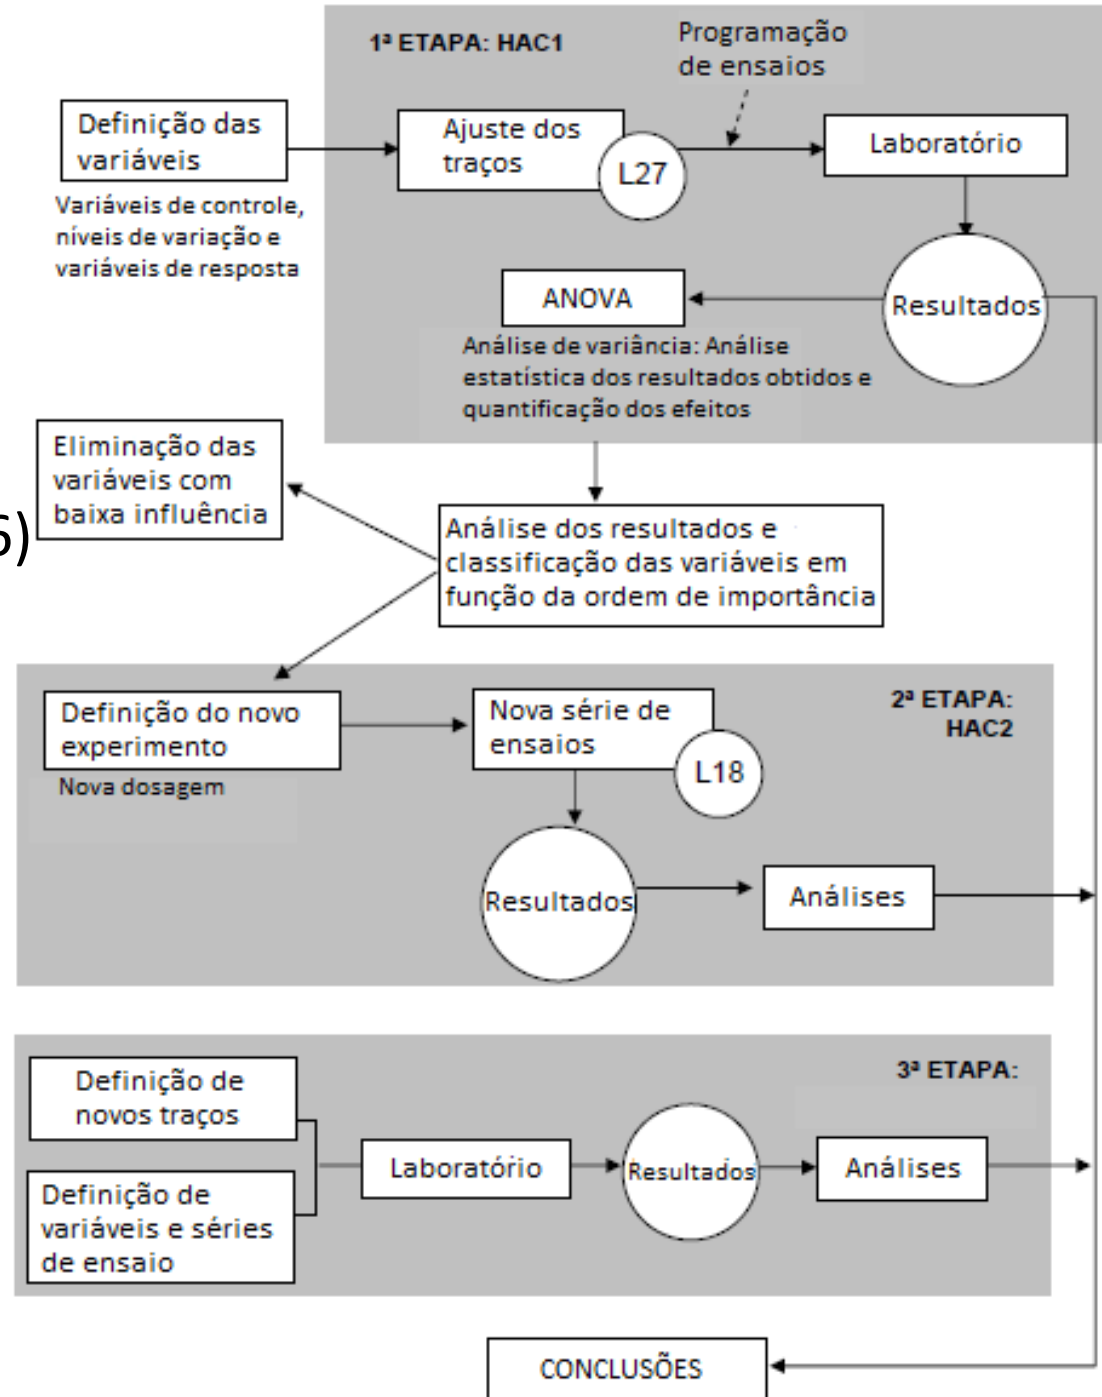 1ª ETAPA: HAC1
Programação
de ensaios
Definição das
variáveis
Variáveis de controle,
níveis de variação e
variáveis de resposta
Ajuste dos
traços
L27
Laboratório
Resultados
ANOVA
Análise de variância: Análise
estatística dos resultados obtidos e
quantificação dos efeitos
Eliminação das
variáveis com
baixa influência
6)
Análise dos resultados e
classificação das variáveis em
função da ordem de importância
2ª ETAPA:
HAC2
Definição do novo
experimento
Nova dosagem
Nova série de
ensaios
L18
Resultados
Análises
3ª ETAPA:
Definição de
novos traços
Definição de
variáveis e séries
de ensaio
Laboratório
Resultados
Análises
CONCLUSÕES